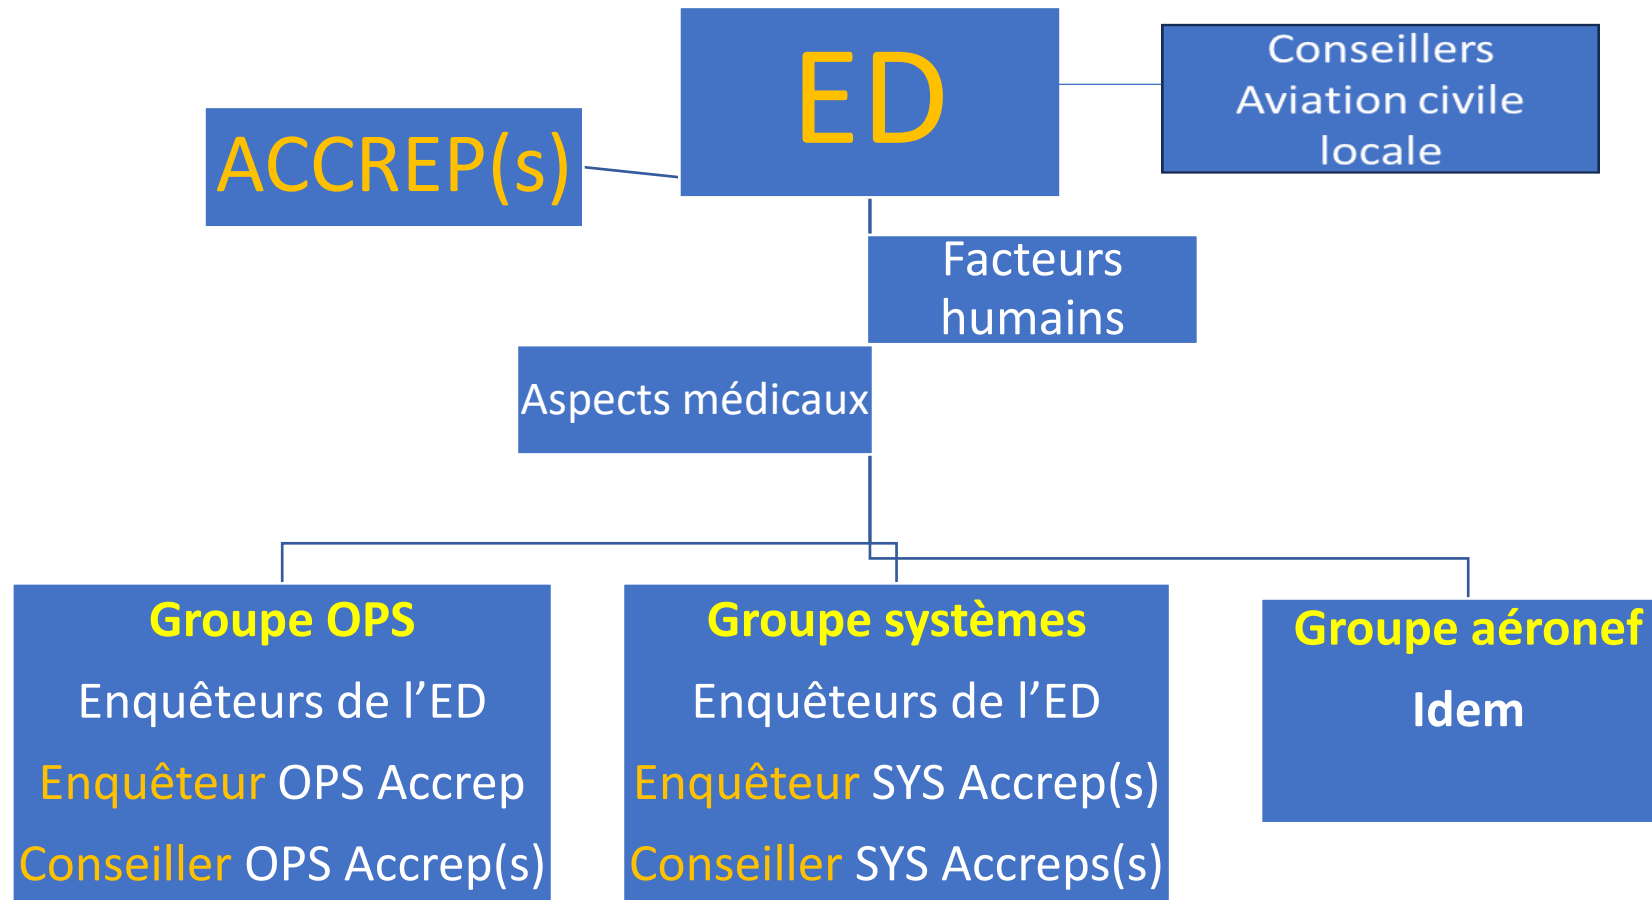 ED
Conseillers
Aviation civile
locale
ACCREP(s)
Facteurs
humains
Aspects médicaux
Groupe OPS
Enquêteurs de l’ED
Enquêteur OPS Accrep
Conseiller OPS Accrep(s)
Groupe systèmes
Enquêteurs de l’ED
Enquêteur SYS Accrep(s)
Conseiller SYS Accreps(s)
Groupe aéronef
Idem